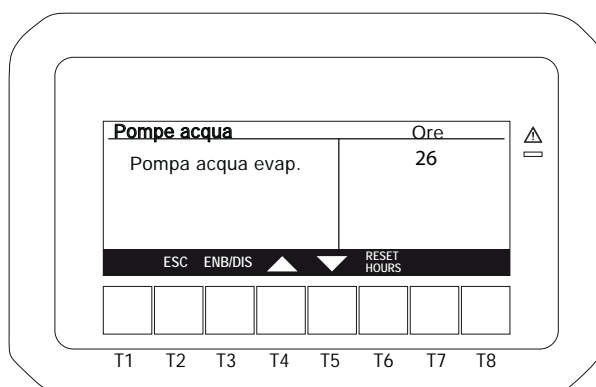 Pompe acqua Ore
Pompa acqua evap. 26
ESC ENB/DIS RESET HOURS
T1 T2 T3 T4 T5 T6 T7 T8